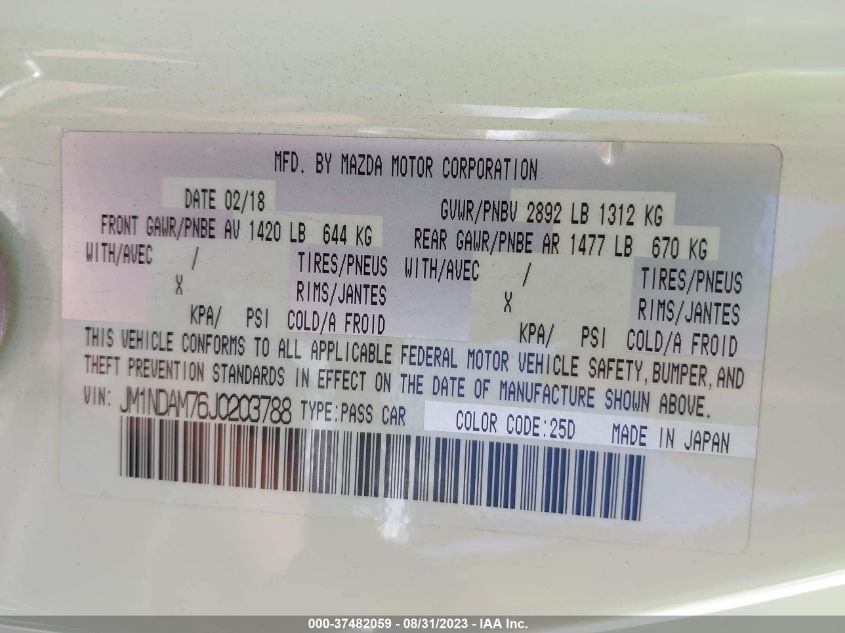 MFD. BY MAZDA MOTOR CORPORATION
DATE 02/18 GVWR/PNBV 2892 LB 1312 KG
FRONT GAWR/PNBE AV 1420 LB 644 KG REAR GAWR/PNBE AR 1477 LB 670 KG
WITH/AVEC / TIRES/PNEUS WITH/AVEC / TIRES/PNEUS
X RIMS/JANTES X RIMS/JANTES
KPA/ PSI COLD/A FROID KPA/ PSI COLD/A FROID
THIS VEHICLE CONFORMS TO ALL APPLICABLE FEDERAL MOTOR VEHICLE SAFETY, BUMPER, AND
THEFT PREVENTION STANDARDS IN EFFECT ON THE DATE OF MANUFACTURE SHOWN ABOVE.
VIN: JM1NDAM76J0203788 TYPE:PASS CAR COLOR CODE:25D MADE IN JAPAN
000-37482059 - 08/31/2023 - IAA Inc.